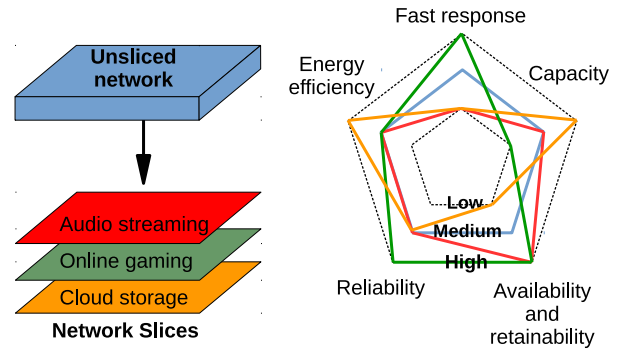 Unsliced
network
Audio streaming
Online gaming
Cloud storage
Network Slices
Fast response
Energy
efficiency
Capacity
Low
Medium
High
Reliability
Availability
and
retainability